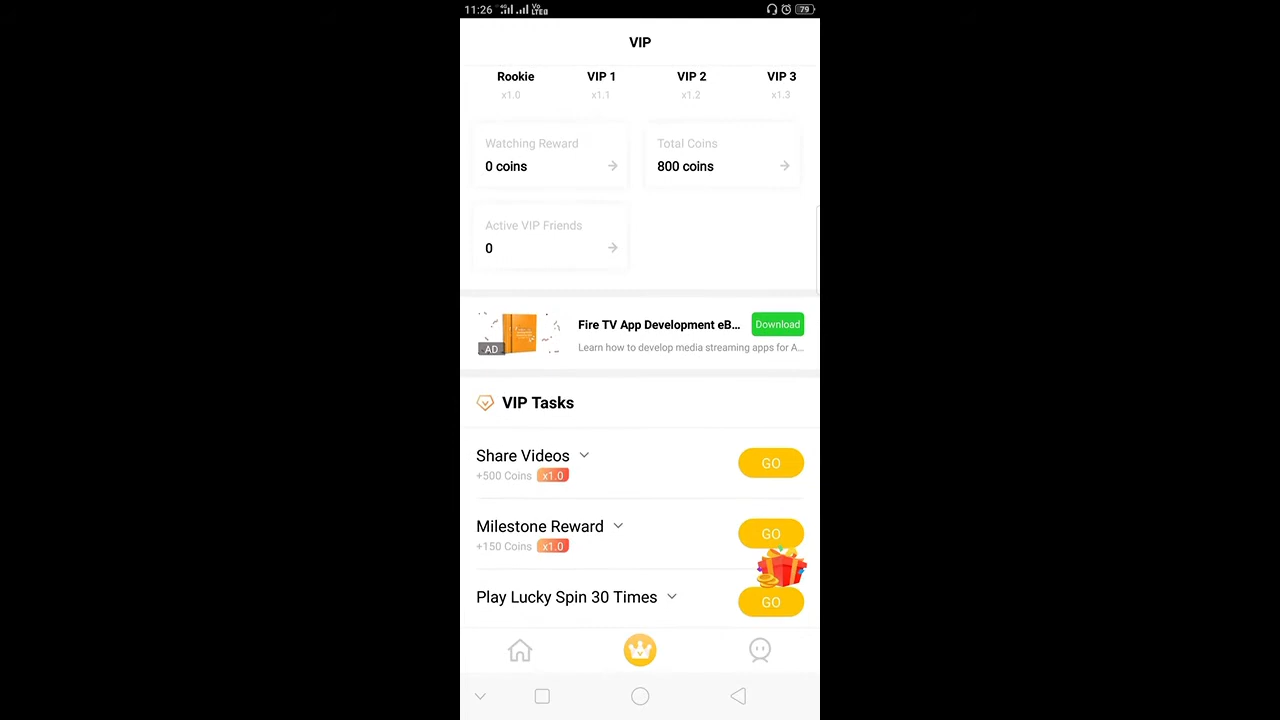 11:26 4G Vo LTE 79
VIP
Rookie VIP 1 VIP 2 VIP 3
x1.0 x1.1 x1.2 x1.3
Watching Reward Total Coins
0 coins 800 coins
Active VIP Friends
0
Fire TV App Development eB... Download
AD Learn how to develop media streaming apps for A...
VIP Tasks
Share Videos
+500 Coins x1.0 GO
Milestone Reward
+150 Coins x1.0 GO
Play Lucky Spin 30 Times GO